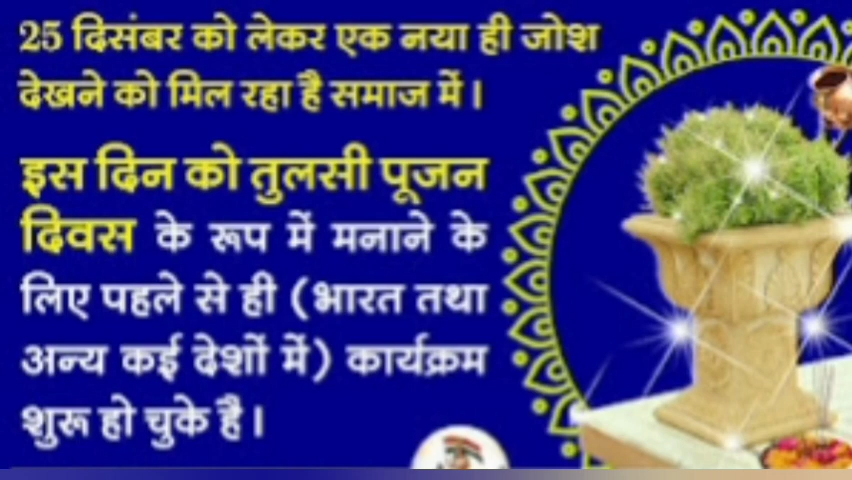 25 दिसंबर को लेकर एक नया ही जोश
देखने को मिल रहा है समाज में।
इस दिन को तुलसी पूजन
दिवस के रूप में मनाने के
लिए पहले से ही (भारत तथा
अन्य कई देशों में) कार्यक्रम
शुरू हो चुके है।